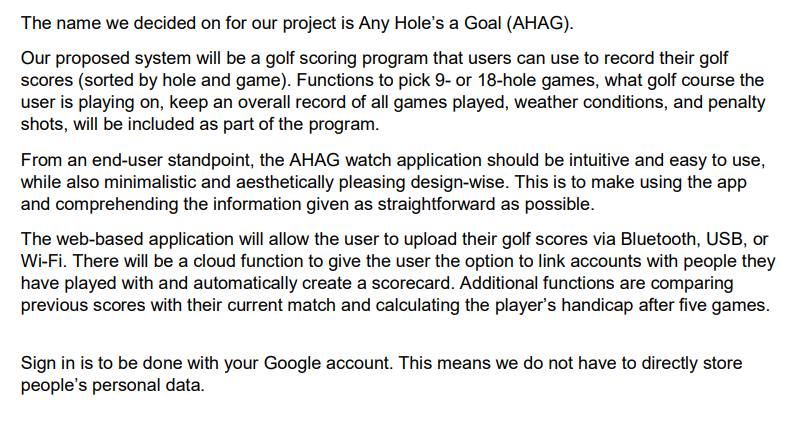 The name we decided on for our project is Any Hole’s a Goal (AHAG).
Our proposed system will be a golf scoring program that users can use to record their golf
scores (sorted by hole and game). Functions to pick 9- or 18-hole games, what golf course the
user is playing on, keep an overall record of all games played, weather conditions, and penalty
shots, will be included as part of the program.
From an end-user standpoint, the AHAG watch application should be intuitive and easy to use,
while also minimalistic and aesthetically pleasing design-wise. This is to make using the app
and comprehending the information given as straightforward as possible.
The web-based application will allow the user to upload their golf scores via Bluetooth, USB, or
Wi-Fi. There will be a cloud function to give the user the option to link accounts with people they
have played with and automatically create a scorecard. Additional functions are comparing
previous scores with their current match and calculating the player’s handicap after five games.
Sign in is to be done with your Google account. This means we do not have to directly store
people’s personal data.